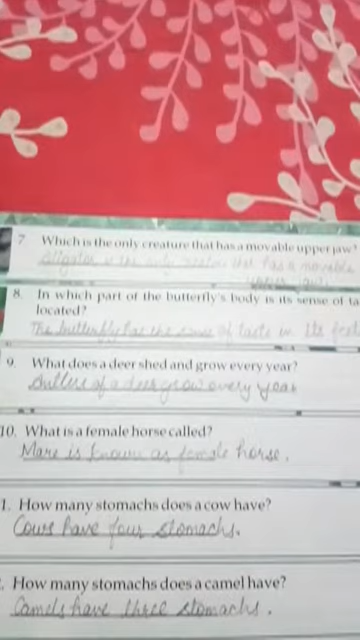 7 Which is the only creature that has a movable upper jaw?
Alligator is the only creature that has a movable
upper jaw.
8. In which part of the butterfly's body is its sense of ta
located?
The butterfly has the sense of taste in its feet
9. What does a deer shed and grow every year?
Antlers of a deer grow every year
10. What is a female horse called?
Mare is known as female horse.
1. How many stomachs does a cow have?
Cows have four stomachs.
. How many stomachs does a camel have?
Camels have three stomachs.